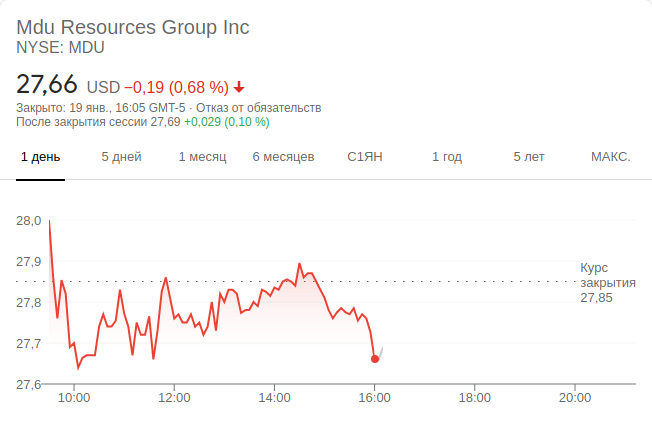 Mdu Resources Group Inc
NYSE: MDU
27,66 USD −0,19 (0,68 %)
Закрыто: 19 янв., 16:05 GMT-5 · Отказ от обязательств
После закрытия сессии 27,69 +0,029 (0,10 %)
1 день 5 дней 1 месяц 6 месяцев С1ЯН 1 год 5 лет МАКС.
28,0
27,9
27,8
27,7
27,6
Курс
закрытия
27,85
10:00 12:00 14:00 16:00 18:00 20:00